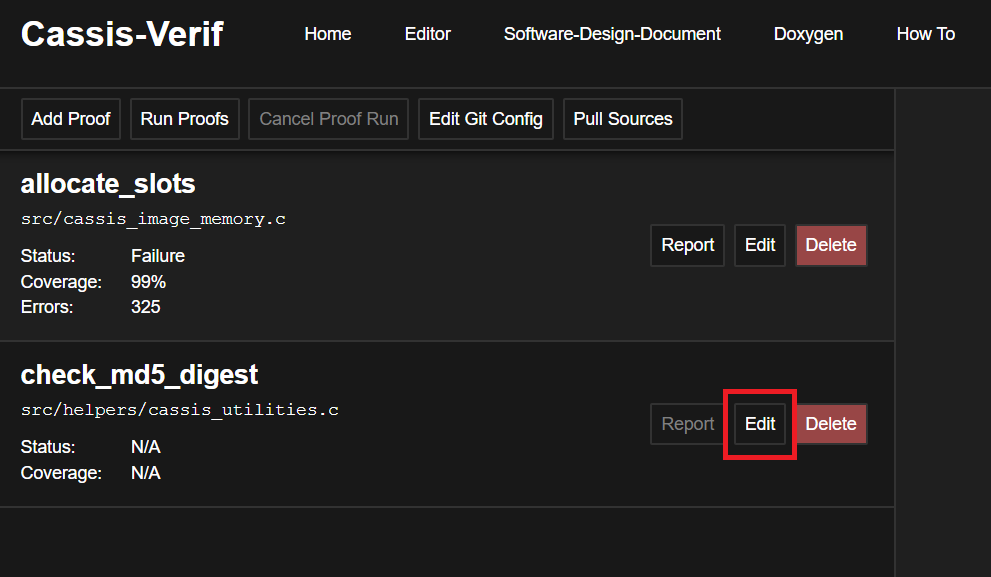 Cassis-Verif Home Editor Software-Design-Document Doxygen How To
Add Proof Run Proofs Cancel Proof Run Edit Git Config Pull Sources
allocate_slots
src/cassis_image_memory.c
Report Edit Delete
Status: Failure
Coverage: 99%
Errors: 325
check_md5_digest
src/helpers/cassis_utilities.c
Report Edit Delete
Status: N/A
Coverage: N/A